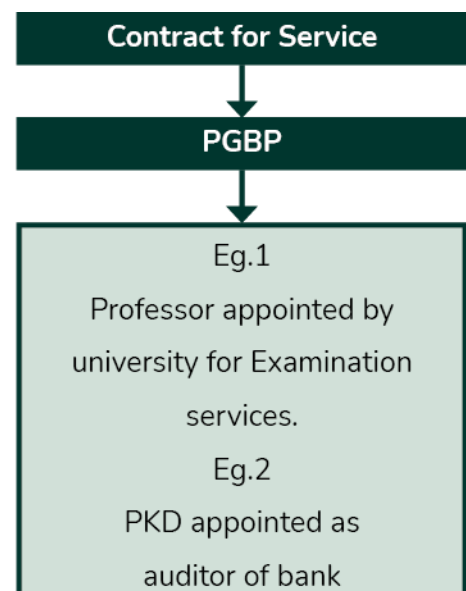 Contract for Service
PGBP
Eg.1
Professor appointed by
university for Examination
services.
Eg.2
PKD appointed as
auditor of bank